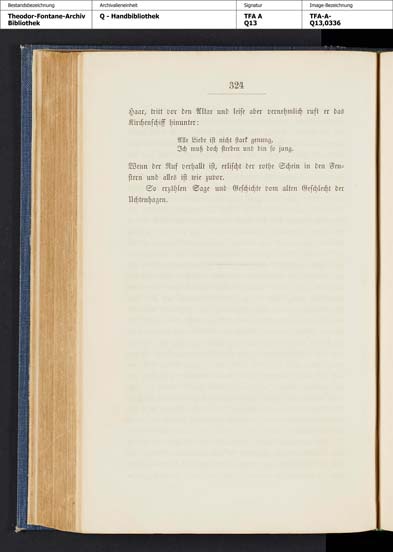 Bestandsbezeichnung Archivalieneinheit Signatur Image-Bezeichnung
Theodor-Fontane-Archiv Q - Handbibliothek TFA A TFA-A-
Bibliothek Q13 Q13,0336
324
Haar, tritt vor den Altar und leise aber vernehmlich ruft er das
Kirchenschiff hinunter:
Alle Liebe ist nicht stark genung,
Ich muß doch sterben und bin so jung.
Wenn der Ruf verhallt ist, erlischt der rothe Schein in den Fen-
stern und alles ist wie zuvor.
So erzählen Sage und Geschichte vom alten Geschlecht der
Uchtenhagen.